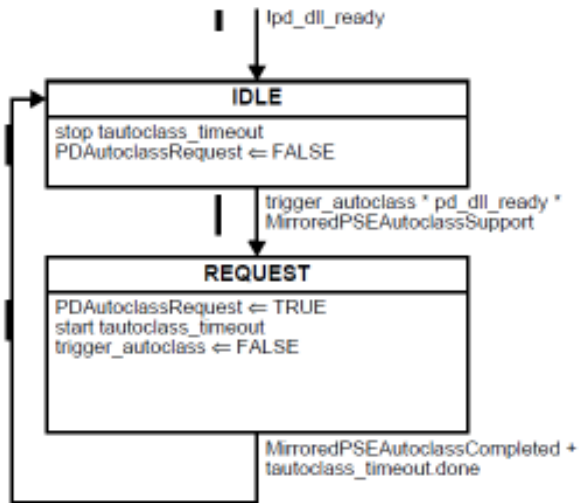 !pd_dll_ready
IDLE
stop tautoclass_timeout
PDAutoclassRequest ⇐ FALSE
trigger_autoclass * pd_dll_ready *
MirroredPSEAutoclassSupport
REQUEST
PDAutoclassRequest ⇐ TRUE
start tautoclass_timeout
trigger_autoclass ⇐ FALSE
MirroredPSEAutoclassCompleted +
tautoclass_timeout.done